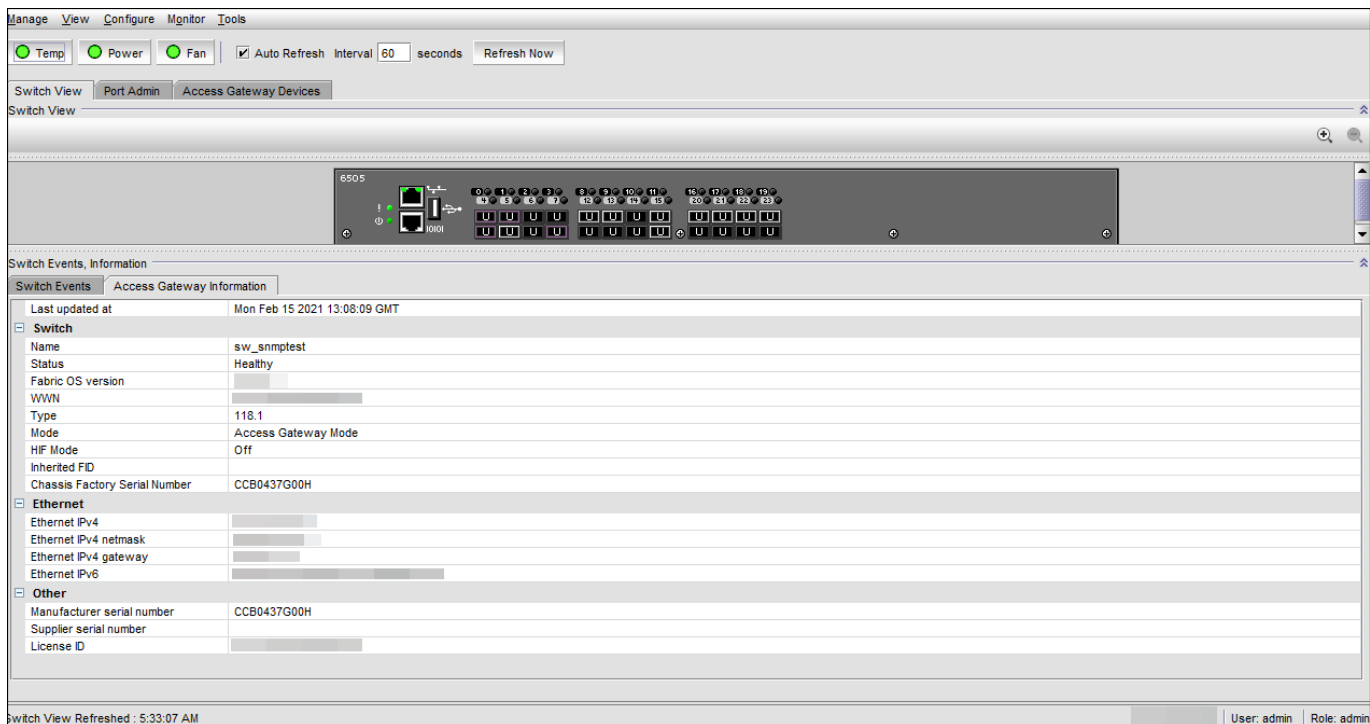 Manage View Configure Monitor Tools
Temp Power Fan Auto Refresh Interval 60 seconds Refresh Now
Switch View Port Admin Access Gateway Devices
Switch View
6505
0 1 2 3 8 9 10 11 16 17 18 19
4 5 6 7 12 13 14 15 20 21 22 23
U U U U U U U U U U U U
U U U U U U U U U U U U
10101
Switch Events, Information
Switch Events Access Gateway Information
Last updated at Mon Feb 15 2021 13:08:09 GMT
Switch
Name sw_snmptest
Status Healthy
Fabric OS version
WWN
Type 118.1
Mode Access Gateway Mode
HIF Mode Off
Inherited FID
Chassis Factory Serial Number CCB0437G00H
Ethernet
Ethernet IPv4
Ethernet IPv4 netmask
Ethernet IPv4 gateway
Ethernet IPv6
Other
Manufacturer serial number CCB0437G00H
Supplier serial number
License ID
Switch View Refreshed : 5:33:07 AM User: admin Role: admin